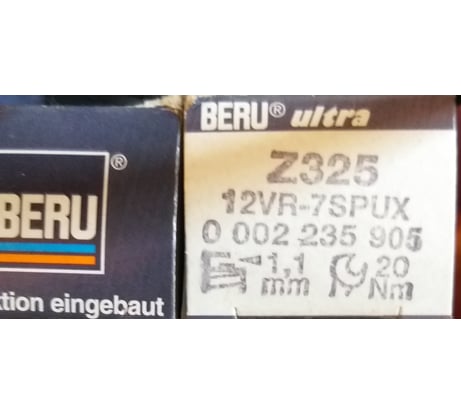 BERU®
ktion eingebaut
BERU® ultra
Z325
12VR-7SPUX
0 002 235 905
1,1 mm
20 Nm